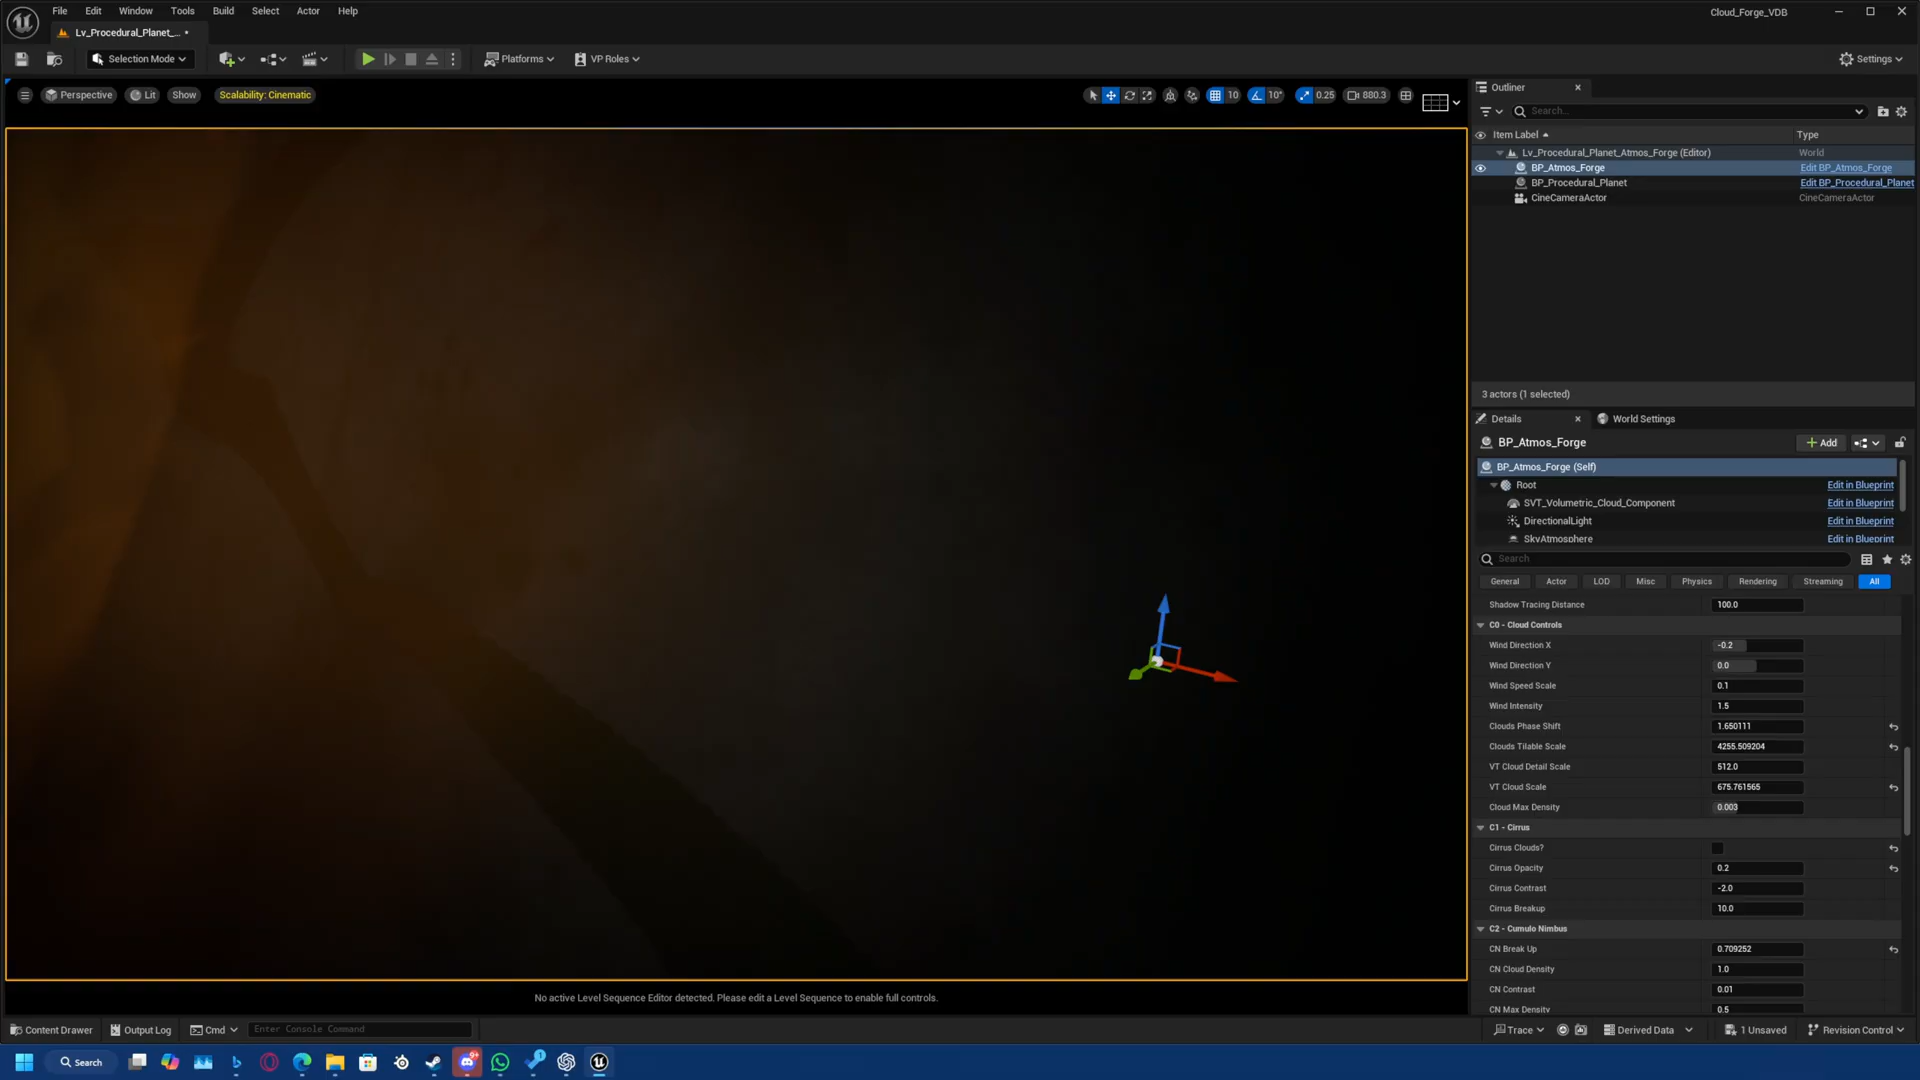 File Edit Window Tools Build Select Actor Help
Cloud_Forge_VDB
Lv_Procedural_Planet_... •
Selection Mode
Platforms
VP Roles
Settings
Perspective
Lit
Show
Scalability: Cinematic
10
10°
0.25
880.3
Outliner
Search...
Item Label
Type
Lv_Procedural_Planet_Atmos_Forge (Editor)
World
BP_Atmos_Forge
Edit BP_Atmos_Forge
BP_Procedural_Planet
Edit BP_Procedural_Planet
CineCameraActor
CineCameraActor
3 actors (1 selected)
Details
World Settings
BP_Atmos_Forge
Add
BP_Atmos_Forge (Self)
Root
Edit in Blueprint
SVT_Volumetric_Cloud_Component
Edit in Blueprint
DirectionalLight
Edit in Blueprint
SkyAtmosphere
Edit in Blueprint
Search
General Actor LOD Misc Physics Rendering Streaming All
Shadow Tracing Distance 100.0
C0 - Cloud Controls
Wind Direction X -0.2
Wind Direction Y 0.0
Wind Speed Scale 0.1
Wind Intensity 1.5
Clouds Phase Shift 1.650111
Clouds Tilable Scale 4255.509204
VT Cloud Detail Scale 512.0
VT Cloud Scale 675.761565
Cloud Max Density 0.003
C1 - Cirrus
Cirrus Clouds?
Cirrus Opacity 0.2
Cirrus Contrast -2.0
Cirrus Breakup 10.0
C2 - Cumulo Nimbus
CN Break Up 0.709252
CN Cloud Density 1.0
CN Contrast 0.01
CN Max Density 0.5
No active Level Sequence Editor detected. Please edit a Level Sequence to enable full controls.
Content Drawer
Output Log
Cmd
Enter Console Command
Trace
Derived Data
1 Unsaved
Revision Control
Search